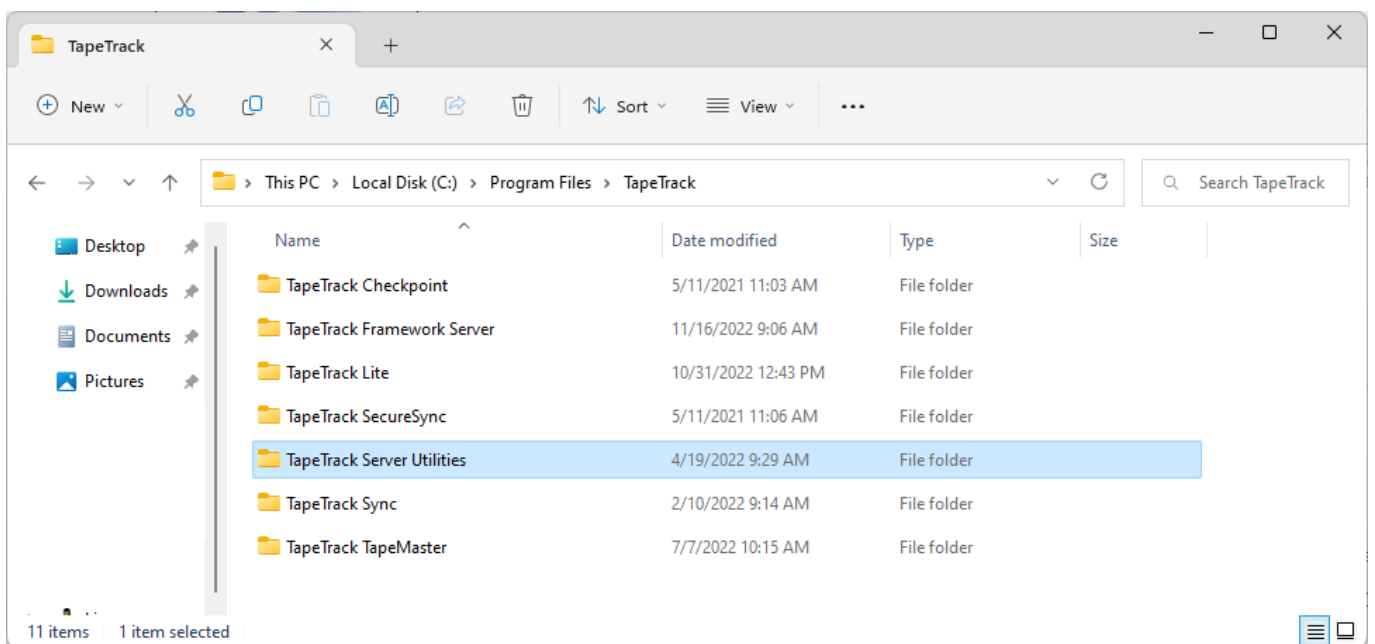 TapeTrack
New
Sort
View
This PC > Local Disk (C:) > Program Files > TapeTrack
Search TapeTrack
Desktop
Downloads
Documents
Pictures
Name Date modified Type Size
TapeTrack Checkpoint 5/11/2021 11:03 AM File folder
TapeTrack Framework Server 11/16/2022 9:06 AM File folder
TapeTrack Lite 10/31/2022 12:43 PM File folder
TapeTrack SecureSync 5/11/2021 11:06 AM File folder
TapeTrack Server Utilities 4/19/2022 9:29 AM File folder
TapeTrack Sync 2/10/2022 9:14 AM File folder
TapeTrack TapeMaster 7/7/2022 10:15 AM File folder
11 items 1 item selected